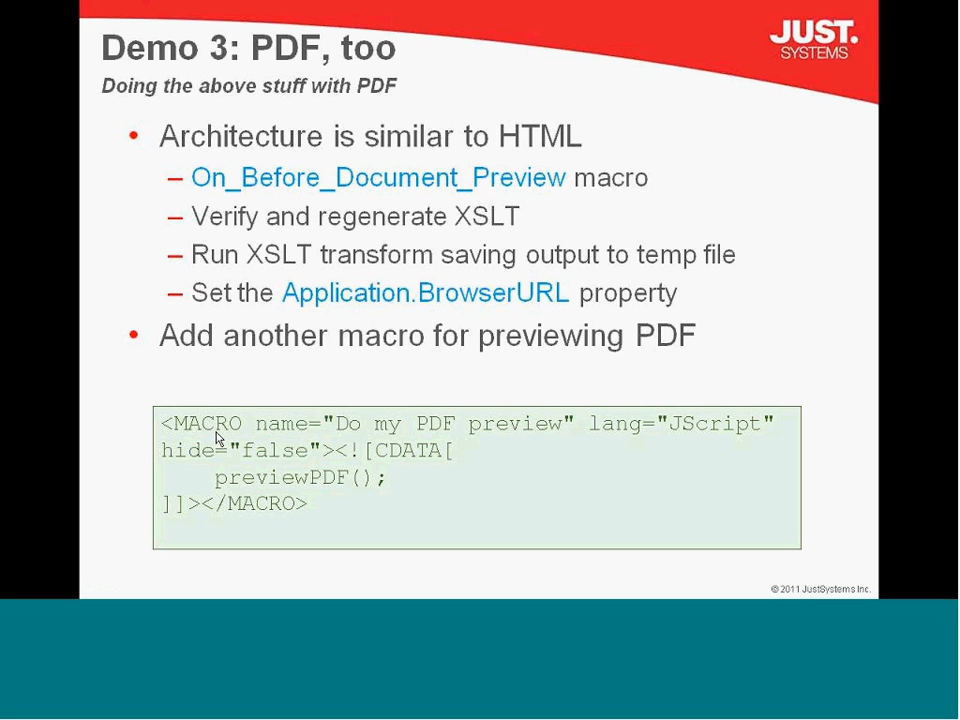 Demo 3: PDF, too
JUST.
SYSTEMS
Doing the above stuff with PDF
• Architecture is similar to HTML
– On_Before_Document_Preview macro
– Verify and regenerate XSLT
– Run XSLT transform saving output to temp file
– Set the Application.BrowserURL property
• Add another macro for previewing PDF
<MACRO name="Do my PDF preview" lang="JScript"
hide="false"><![CDATA[
previewPDF();
]]></MACRO>
© 2011 JustSystems Inc.